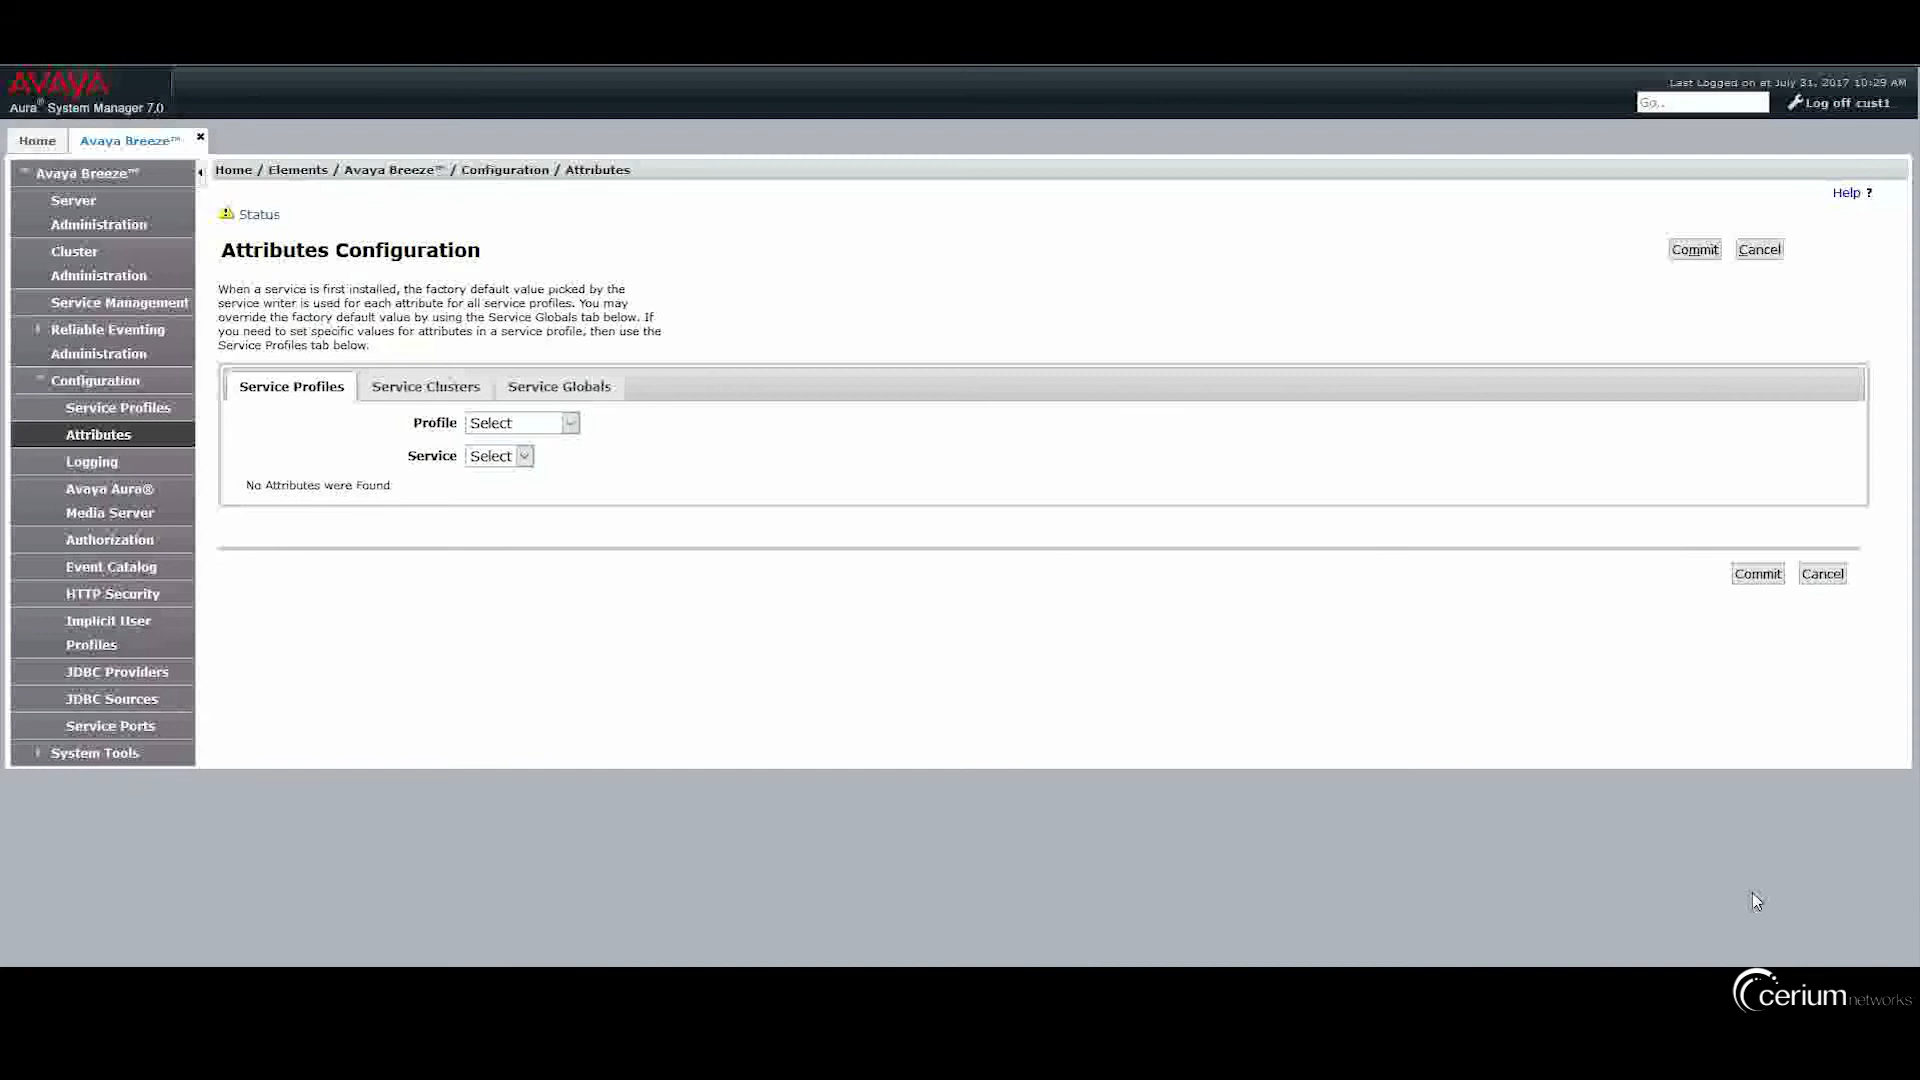 AVAYA
Aura® System Manager 7.0
Last Logged on at July 31, 2017 10:29 AM
Go..
Log off cust1
Home
Avaya Breeze™
Avaya Breeze™
Server
Administration
Cluster
Administration
Service Management
Reliable Eventing
Administration
Configuration
Service Profiles
Attributes
Logging
Avaya Aura®
Media Server
Authorization
Event Catalog
HTTP Security
Implicit User
Profiles
JDBC Providers
JDBC Sources
Service Ports
System Tools
Home / Elements / Avaya Breeze™ / Configuration / Attributes
Help ?
Status
Attributes Configuration
Commit
Cancel
When a service is first installed, the factory default value picked by the
service writer is used for each attribute for all service profiles. You may
override the factory default value by using the Service Globals tab below. If
you need to set specific values for attributes in a service profile, then use the
Service Profiles tab below.
Service Profiles
Service Clusters
Service Globals
Profile Select
Service Select
No Attributes were Found
Commit
Cancel
cerium networks